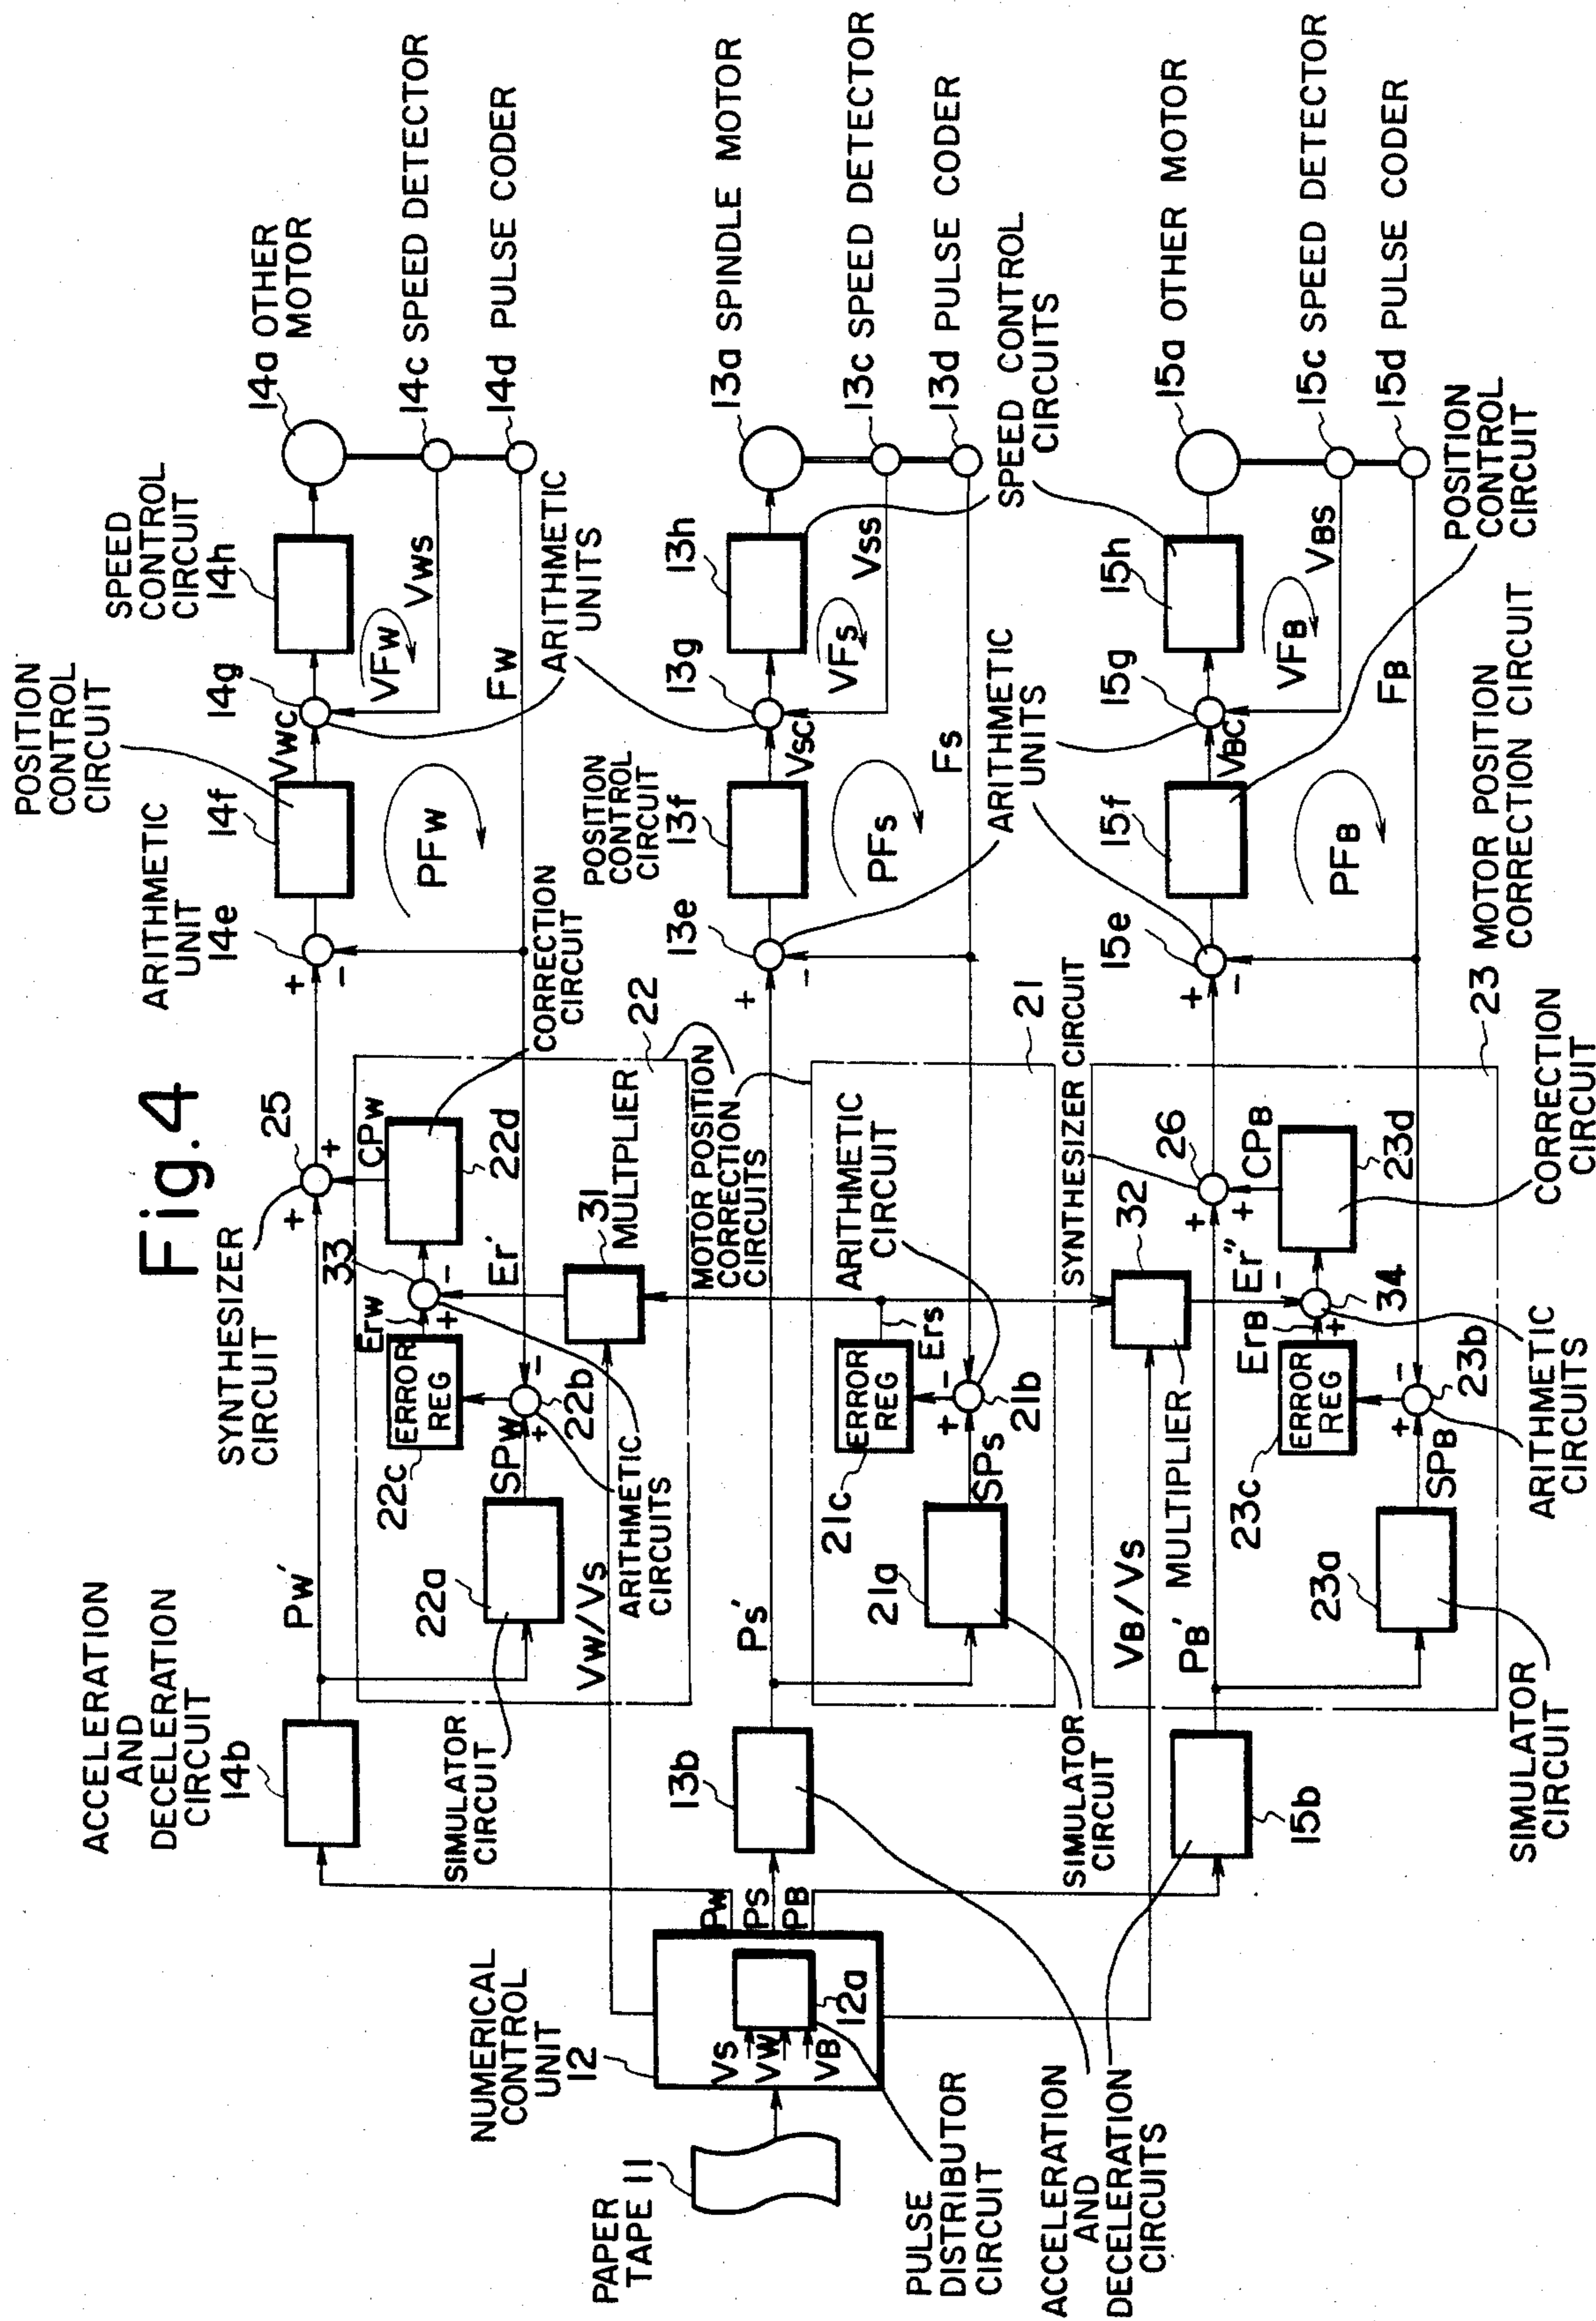 Fig.4
ACCELERATION
AND
DECELERATION
CIRCUIT
14b
Pw′
SYNTHESIZER
CIRCUIT
25
+
+
ARITHMETIC
UNIT
14e
+
-
POSITION
CONTROL
CIRCUIT
14f
Vwc
14g
SPEED
CONTROL
CIRCUIT
14h
VFw
Vws
PFw
Fw
14a OTHER
MOTOR
14c SPEED DETECTOR
14d PULSE CODER
ARITHMETIC
UNITS
CORRECTION
CIRCUIT
22
CPw
22d
33
Erw
+
-
Er′
ERROR
REG
22c
SPw
+
-
22b
22a
SIMULATOR
CIRCUIT
ARITHMETIC
CIRCUITS
Vw/Vs
31
MULTPLIER
MOTOR POSITION
CORRECTION
CIRCUITS
NUMERICAL
CONTROL
UNIT
12
PAPER
TAPE 11
Vs
Vw
VB
12a
PULSE
DISTRIBUTOR
CIRCUIT
Pw
Ps
PB
13b
Ps′
ACCELERATION
AND
DECELERATION
CIRCUITS
13e
+
-
POSITION
CONTROL
CIRCUIT
13f
Vsc
13g
13h
VFs
Vss
PFs
Fs
13a SPINDLE MOTOR
13c SPEED DETECTOR
13d PULSE CODER
SPEED CONTROL
CIRCUITS
ARITHMETIC
UNITS
21
ARITHMETIC
CIRCUIT
Ers
ERROR
REG
21c
+
-
21b
SPs
21a
SIMULATOR
CIRCUIT
SYNTHESIZER CIRCUIT
32
MULTIPLIER
VB/Vs
PB′
15b
26
+
+
CPB
23d
Er″
-
ErB
+
34
ERROR
REG
23c
+
-
23b
SPB
23a
SIMULATOR
CIRCUIT
ARITHMETIC
CIRCUITS
CORRECTION
CIRCUIT
23 MOTOR POSITION
CORRECTION CIRCUIT
15e
+
-
15f
VBC
15g
15h
VFB
VBS
PFB
FB
15a OTHER MOTOR
15c SPEED DETECTOR
15d PULSE CODER
POSITION
CONTROL
CIRCUIT